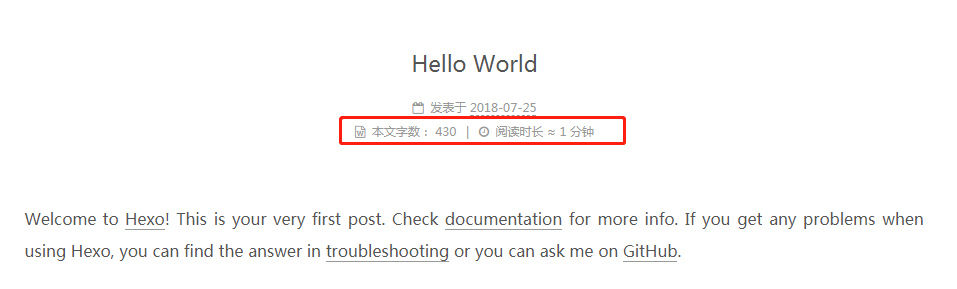 Hello World
发表于 2018-07-25
本文字数： 430 | 阅读时长 ≈ 1 分钟
Welcome to Hexo! This is your very first post. Check documentation for more info. If you get any problems when
using Hexo, you can find the answer in troubleshooting or you can ask me on GitHub.